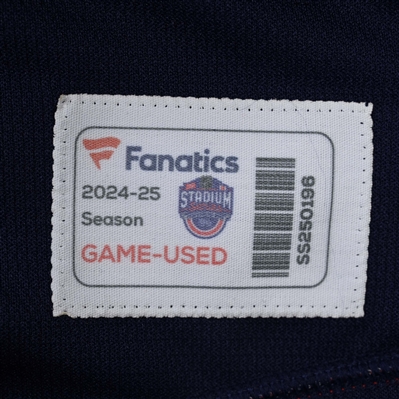 Fanatics
2024-25
Season
STADIUM
GAME-USED
SS250196